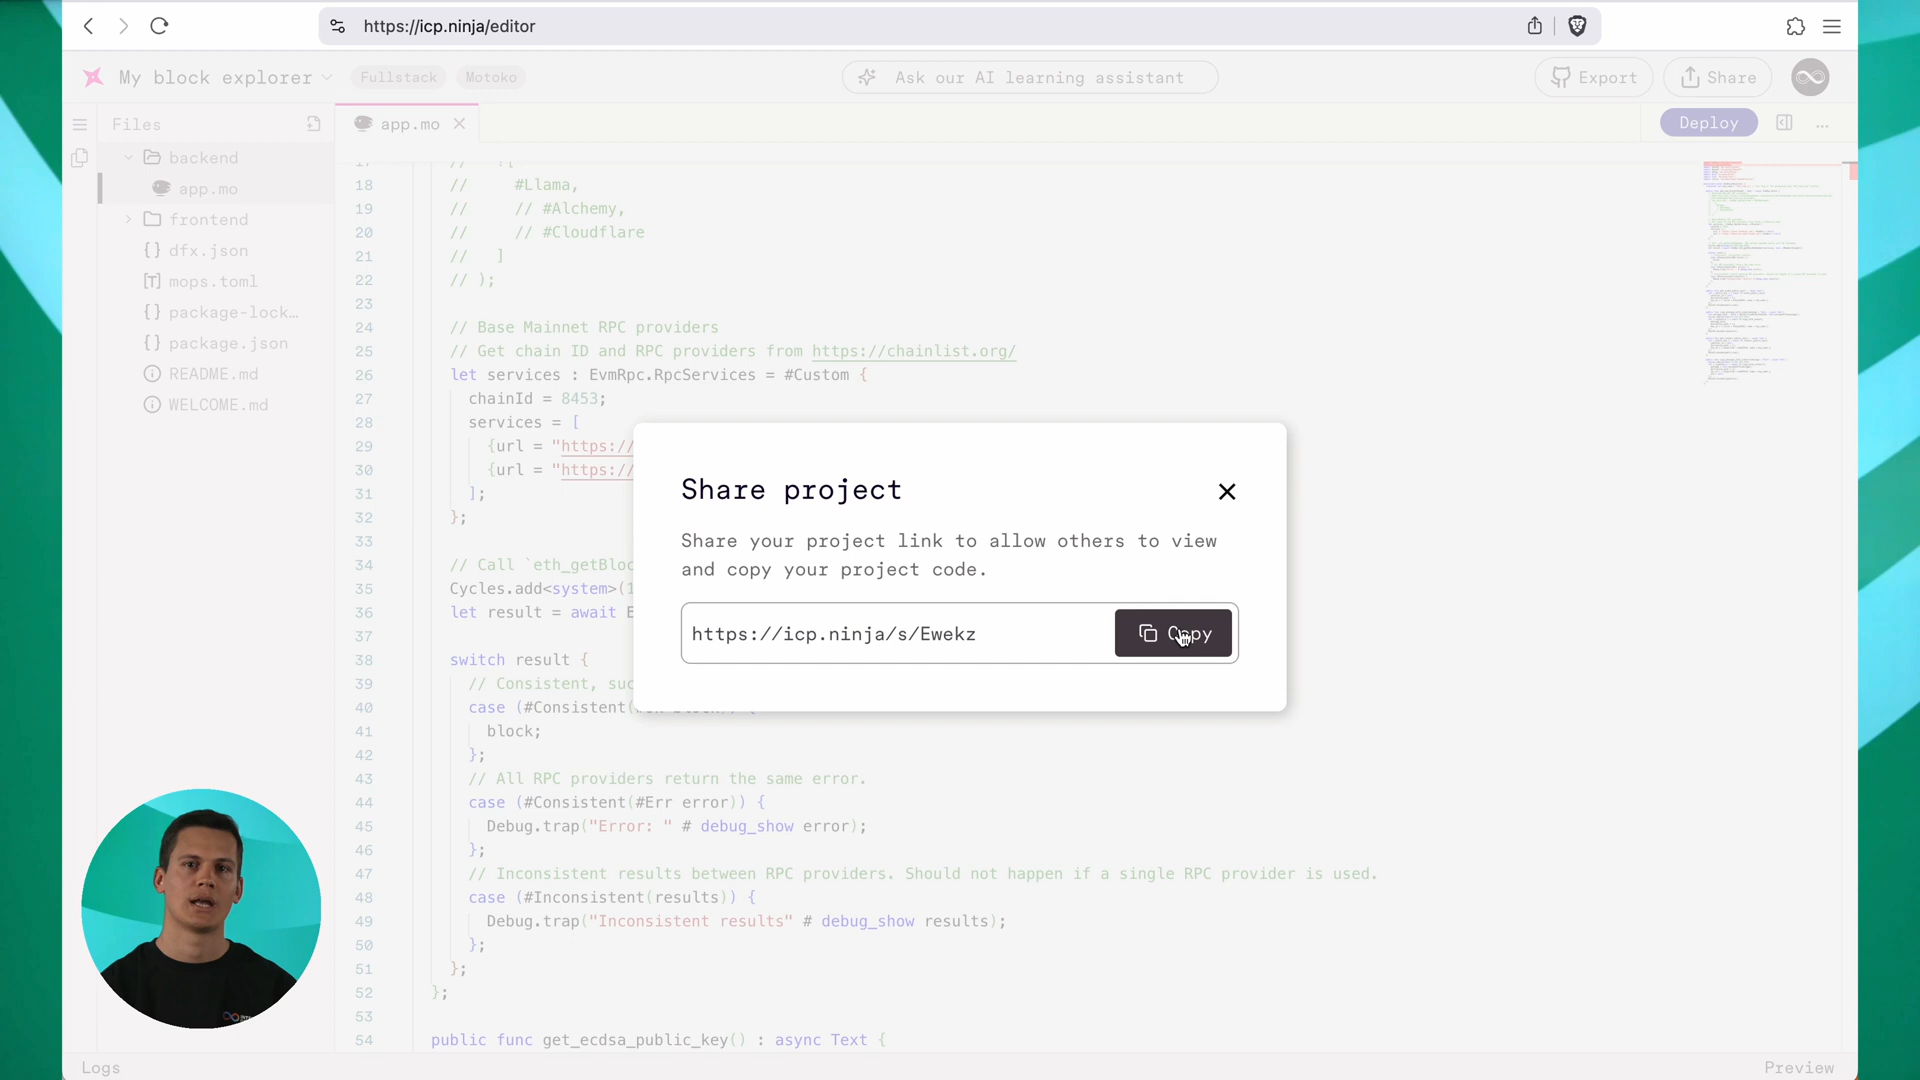 https://icp.ninja/editor
My block explorer
Fullstack
Motoko
Ask our AI learning assistant
Export
Share
Files
app.mo
Deploy
...
backend
app.mo
frontend
dfx.json
mops.toml
package-lock…
package.json
README.md
WELCOME.md
18 // #Llama,
19 // // #Alchemy,
20 // // #Cloudflare
21 // ]
22 // );
23
24 // Base Mainnet RPC providers
25 // Get chain ID and RPC providers from https://chainlist.org/
26 let services : EvmRpc.RpcServices = #Custom {
27 chainId = 8453;
28 services = [
29 {url = "https://
30 {url = "https://
31 ];
32 };
33
34 // Call `eth_getBloc
35 Cycles.add<system>(1
36 let result = await E
37
38 switch result {
39 // Consistent, suc
40 case (#Consistent(
41 block;
42 };
43 // All RPC providers return the same error.
44 case (#Consistent(#Err error)) {
45 Debug.trap("Error: " # debug_show error);
46 };
47 // Inconsistent results between RPC providers. Should not happen if a single RPC provider is used.
48 case (#Inconsistent(results)) {
49 Debug.trap("Inconsistent results" # debug_show results);
50 };
51 };
52 };
53
54 public func get_ecdsa_public_key() : async Text {
Share project
Share your project link to allow others to view
and copy your project code.
https://icp.ninja/s/Ewekz
Copy
Logs
Preview